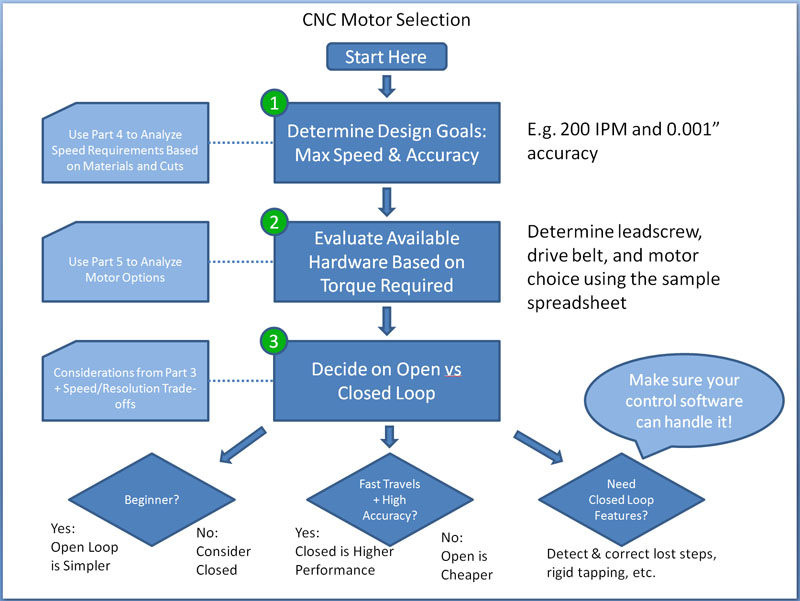 CNC Motor Selection
Start Here
1
Use Part 4 to Analyze
Speed Requirements Based
on Materials and Cuts
Determine Design Goals:
Max Speed & Accuracy
E.g. 200 IPM and 0.001”
accuracy
2
Use Part 5 to Analyze
Motor Options
Evaluate Available
Hardware Based on
Torque Required
Determine leadscrew,
drive belt, and motor
choice using the sample
spreadsheet
3
Considerations from Part 3
+ Speed/Resolution Trade-
offs
Decide on Open vs
Closed Loop
Make sure your
control software
can handle it!
Beginner?
Yes:
Open Loop
is Simpler
No:
Consider
Closed
Fast Travels
+ High
Accuracy?
Yes:
Closed is Higher
Performance
No:
Open is
Cheaper
Need
Closed Loop
Features?
Detect & correct lost steps,
rigid tapping, etc.